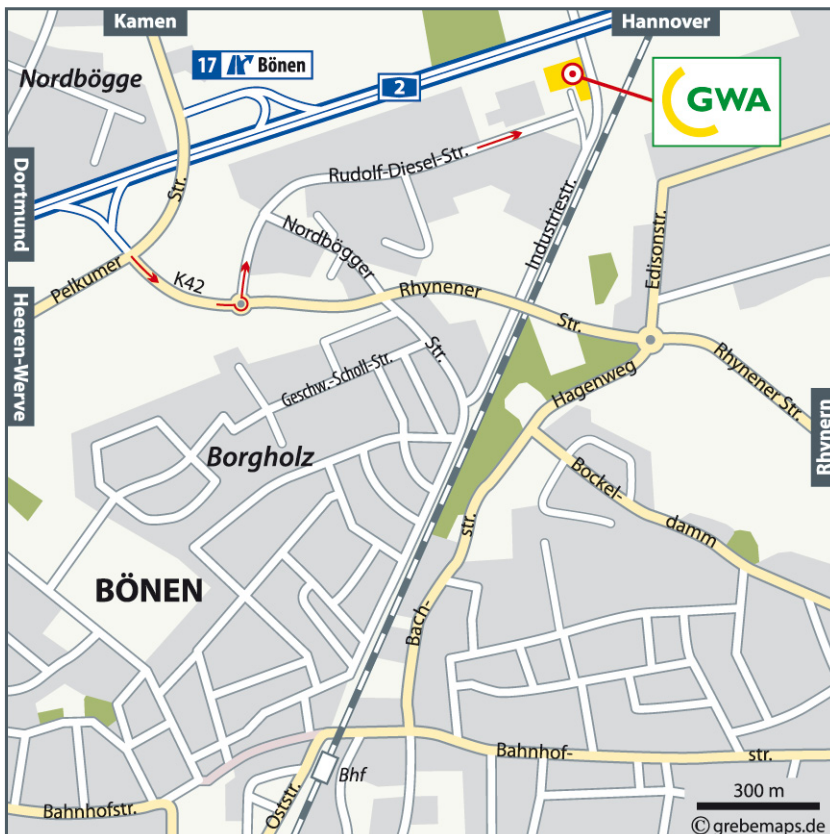 Kamen
Hannover
Nordbögge
17 Bönen
2
GWA
Dortmund
Str.
Rudolf-Diesel-Str.
Nordbögger
Str.
Industriestr.
Edisonstr.
Pelkumer
K42
Rhynener
Str.
Heeren-Werve
Geschw.-Scholl-Str.
Hagenweg
Rhynener Str.
Rhynern
Borgholz
Bockel-
damm
BÖNEN
Bach-
str.
Bahnhof-
str.
Bhf
Oststr.
Bahnhofstr.
300 m
© grebemaps.de